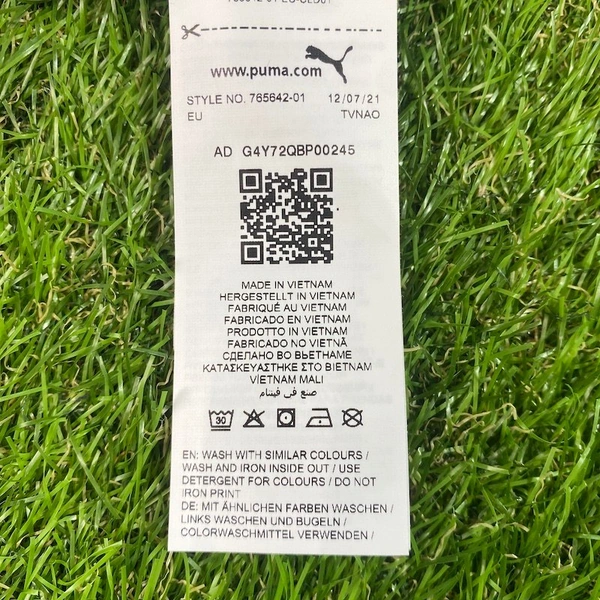 www.puma.com
STYLE NO. 765642-01 12/07/21
EU TVNAO
AD G4Y72QBP00245
MADE IN VIETNAM
HERGESTELLT IN VIETNAM
FABRIQUÉ AU VIETNAM
FABRICADO EN VIETNAM
PRODOTTO IN VIETNAM
FABRICADO NO VIETNÃ
СДЕЛАНО ВО ВЬЕТНАМЕ
ΚΑΤΑΣΚΕΥΑΣΤΗΚΕ ΣΤΟ ΒΙΕΤΝΑΜ
VİETNAM MALI
صنع في فيتنام
30
EN: WASH WITH SIMILAR COLOURS /
WASH AND IRON INSIDE OUT / USE
DETERGENT FOR COLOURS / DO NOT
IRON PRINT
DE: MIT ÄHNLICHEN FARBEN WASCHEN /
LINKS WASCHEN UND BUGELN /
COLORWASCHMITTEL VERWENDEN /